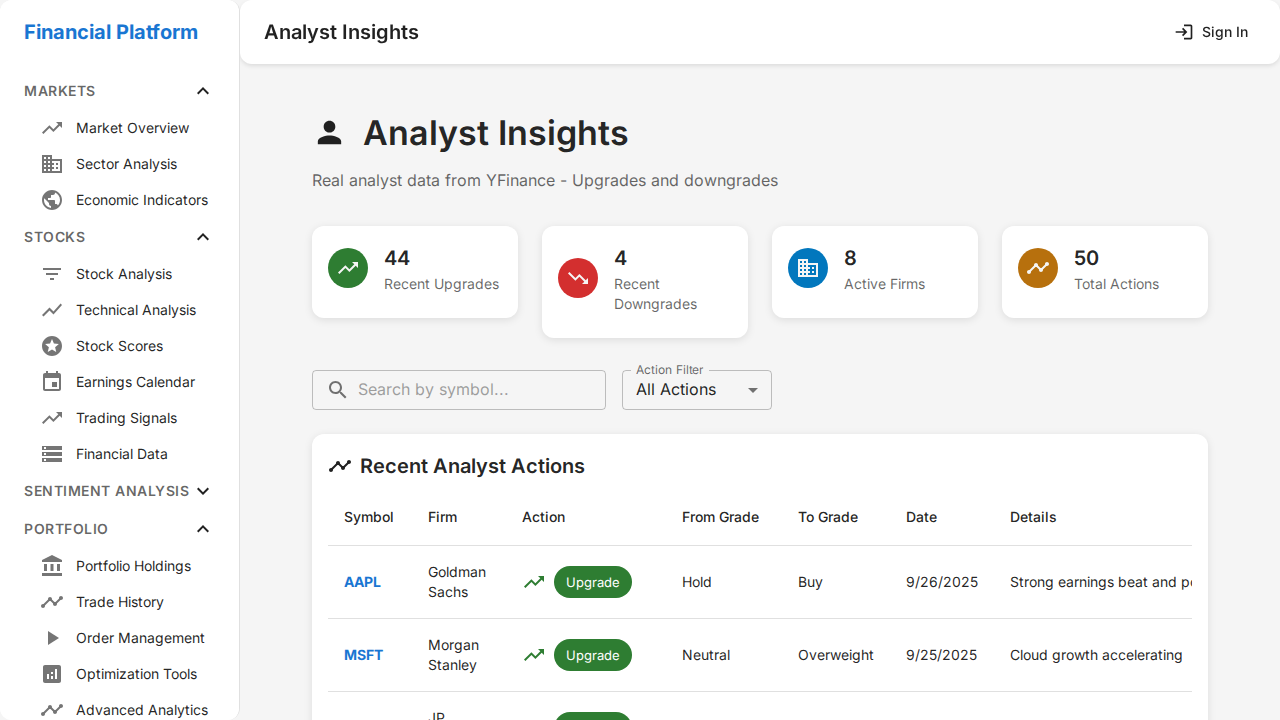 Financial Platform
MARKETS
Market Overview
Sector Analysis
Economic Indicators
STOCKS
Stock Analysis
Technical Analysis
Stock Scores
Earnings Calendar
Trading Signals
Financial Data
SENTIMENT ANALYSIS
PORTFOLIO
Portfolio Holdings
Trade History
Order Management
Optimization Tools
Advanced Analytics
Analyst Insights
Sign In
Analyst Insights
Real analyst data from YFinance - Upgrades and downgrades
44
Recent Upgrades
4
Recent
Downgrades
8
Active Firms
50
Total Actions
Search by symbol...
Action Filter
All Actions
Recent Analyst Actions
Symbol Firm Action From Grade To Grade Date Details
AAPL Goldman Sachs Upgrade Hold Buy 9/26/2025 Strong earnings beat and
MSFT Morgan Stanley Upgrade Neutral Overweight 9/25/2025 Cloud growth accelerating
JP